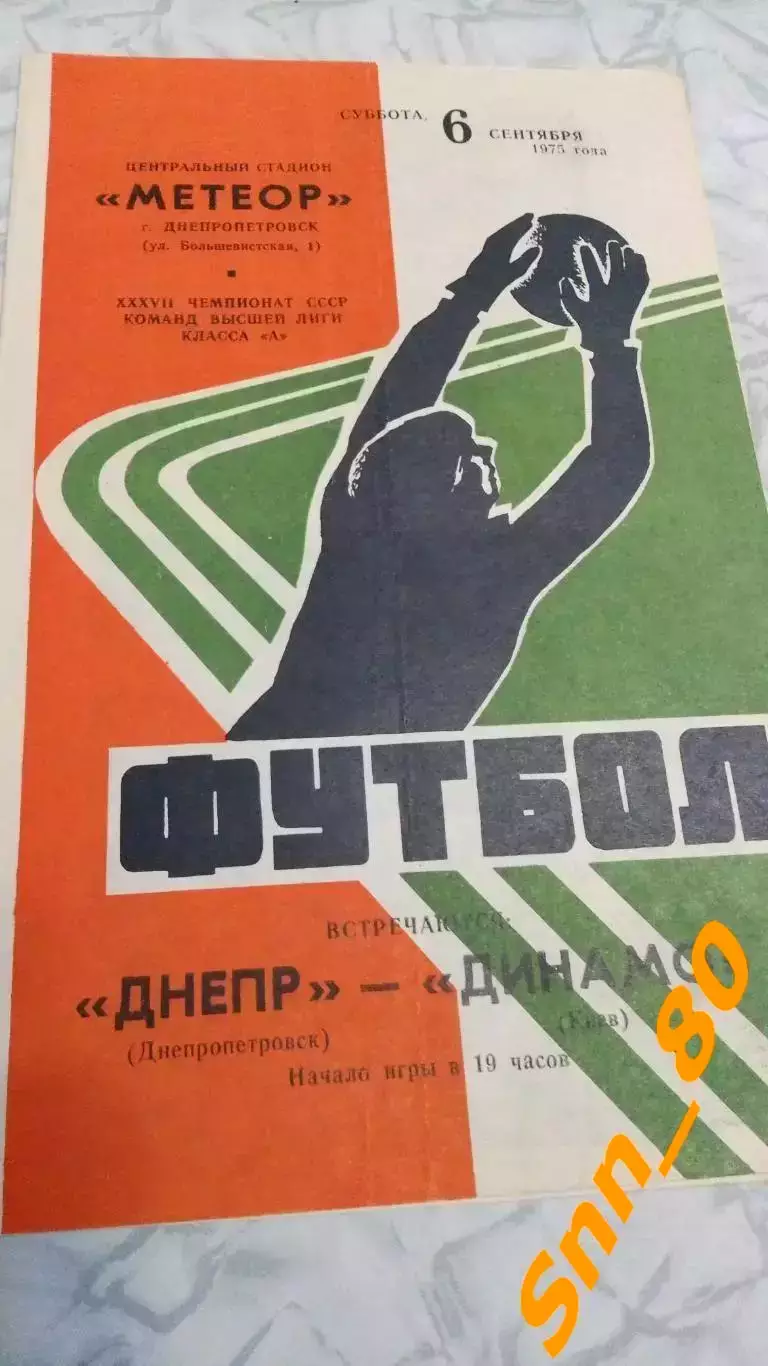 СУББОТА, 6 СЕНТЯБРЯ
1975 года
ЦЕНТРАЛЬНЫЙ СТАДИОН
«МЕТЕОР»
г. ДНЕПРОПЕТРОВСК
(ул. Большевистская, 1)
XXXVII ЧЕМПИОНАТ СССР
КОМАНД ВЫСШЕЙ ЛИГИ
КЛАССА «А»
ФУТБОЛ
ВСТРЕЧАЮТСЯ:
«ДНЕПР» — «ДИНАМО»
(Днепропетровск)
(Киев)
Начало игры в 19 часов
Snn_80